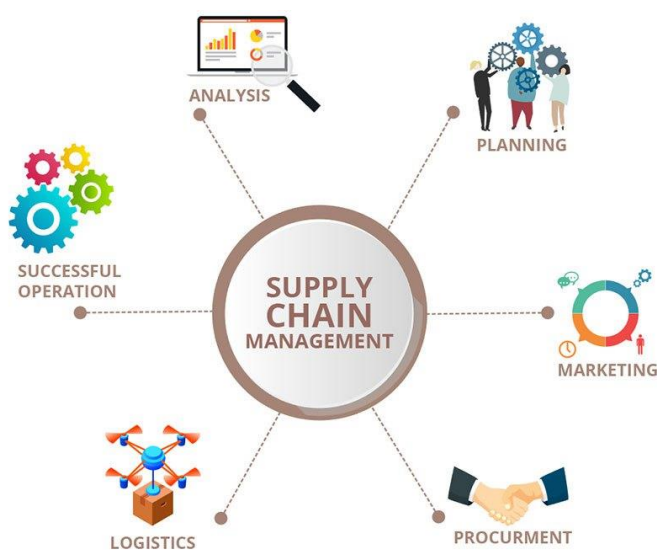 ANALYSIS
PLANNING
SUCCESSFUL
OPERATION
SUPPLY
CHAIN
MANAGEMENT
MARKETING
LOGISTICS
PROCURMENT